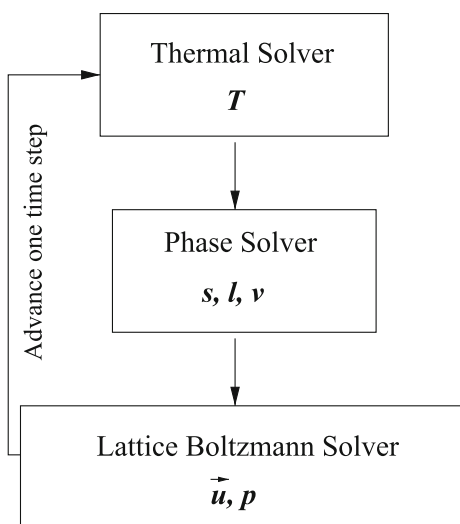 Thermal Solver
T
Advance one time step
Phase Solver
s, l, v
Lattice Boltzmann Solver
u⃗, p